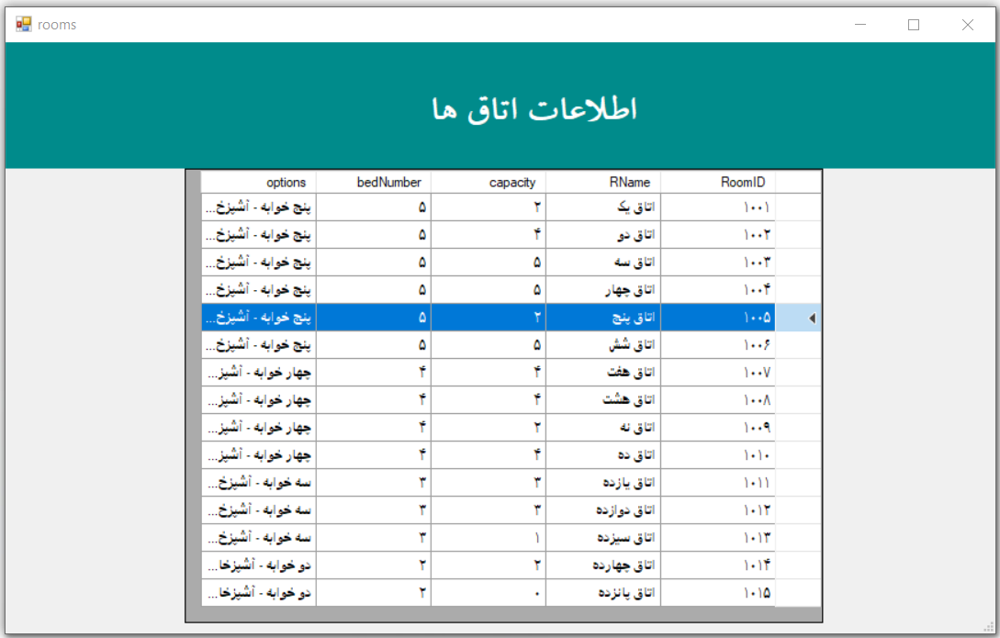 rooms
اطلاعات اتاق ها
RoomID RName capacity bedNumber options
۱۰۰۱ اتاق یک ۲ ۵ پنج خوابه - آشپزخ...
۱۰۰۲ اتاق دو ۴ ۵ پنج خوابه - آشپزخ...
۱۰۰۳ اتاق سه ۵ ۵ پنج خوابه - آشپزخ...
۱۰۰۴ اتاق چهار ۵ ۵ پنج خوابه - آشپزخ...
۱۰۰۵ اتاق پنج ۲ ۵ پنج خوابه - آشپزخ...
۱۰۰۶ اتاق شش ۵ ۵ پنج خوابه - آشپزخ...
۱۰۰۷ اتاق هفت ۴ ۴ چهار خوابه - آشپز...
۱۰۰۸ اتاق هشت ۴ ۴ چهار خوابه - آشپز...
۱۰۰۹ اتاق نه ۲ ۴ چهار خوابه - آشپز...
۱۰۱۰ اتاق ده ۴ ۴ چهار خوابه - آشپز...
۱۰۱۱ اتاق یازده ۳ ۳ سه خوابه - آشپزخ...
۱۰۱۲ اتاق دوازده ۳ ۳ سه خوابه - آشپزخ...
۱۰۱۳ اتاق سیزده ۱ ۳ سه خوابه - آشپزخ...
۱۰۱۴ اتاق چهارده ۲ ۲ دو خوابه - آشپزخا...
۱۰۱۵ اتاق پانزده ۰ ۲ دو خوابه - آشپزخا...